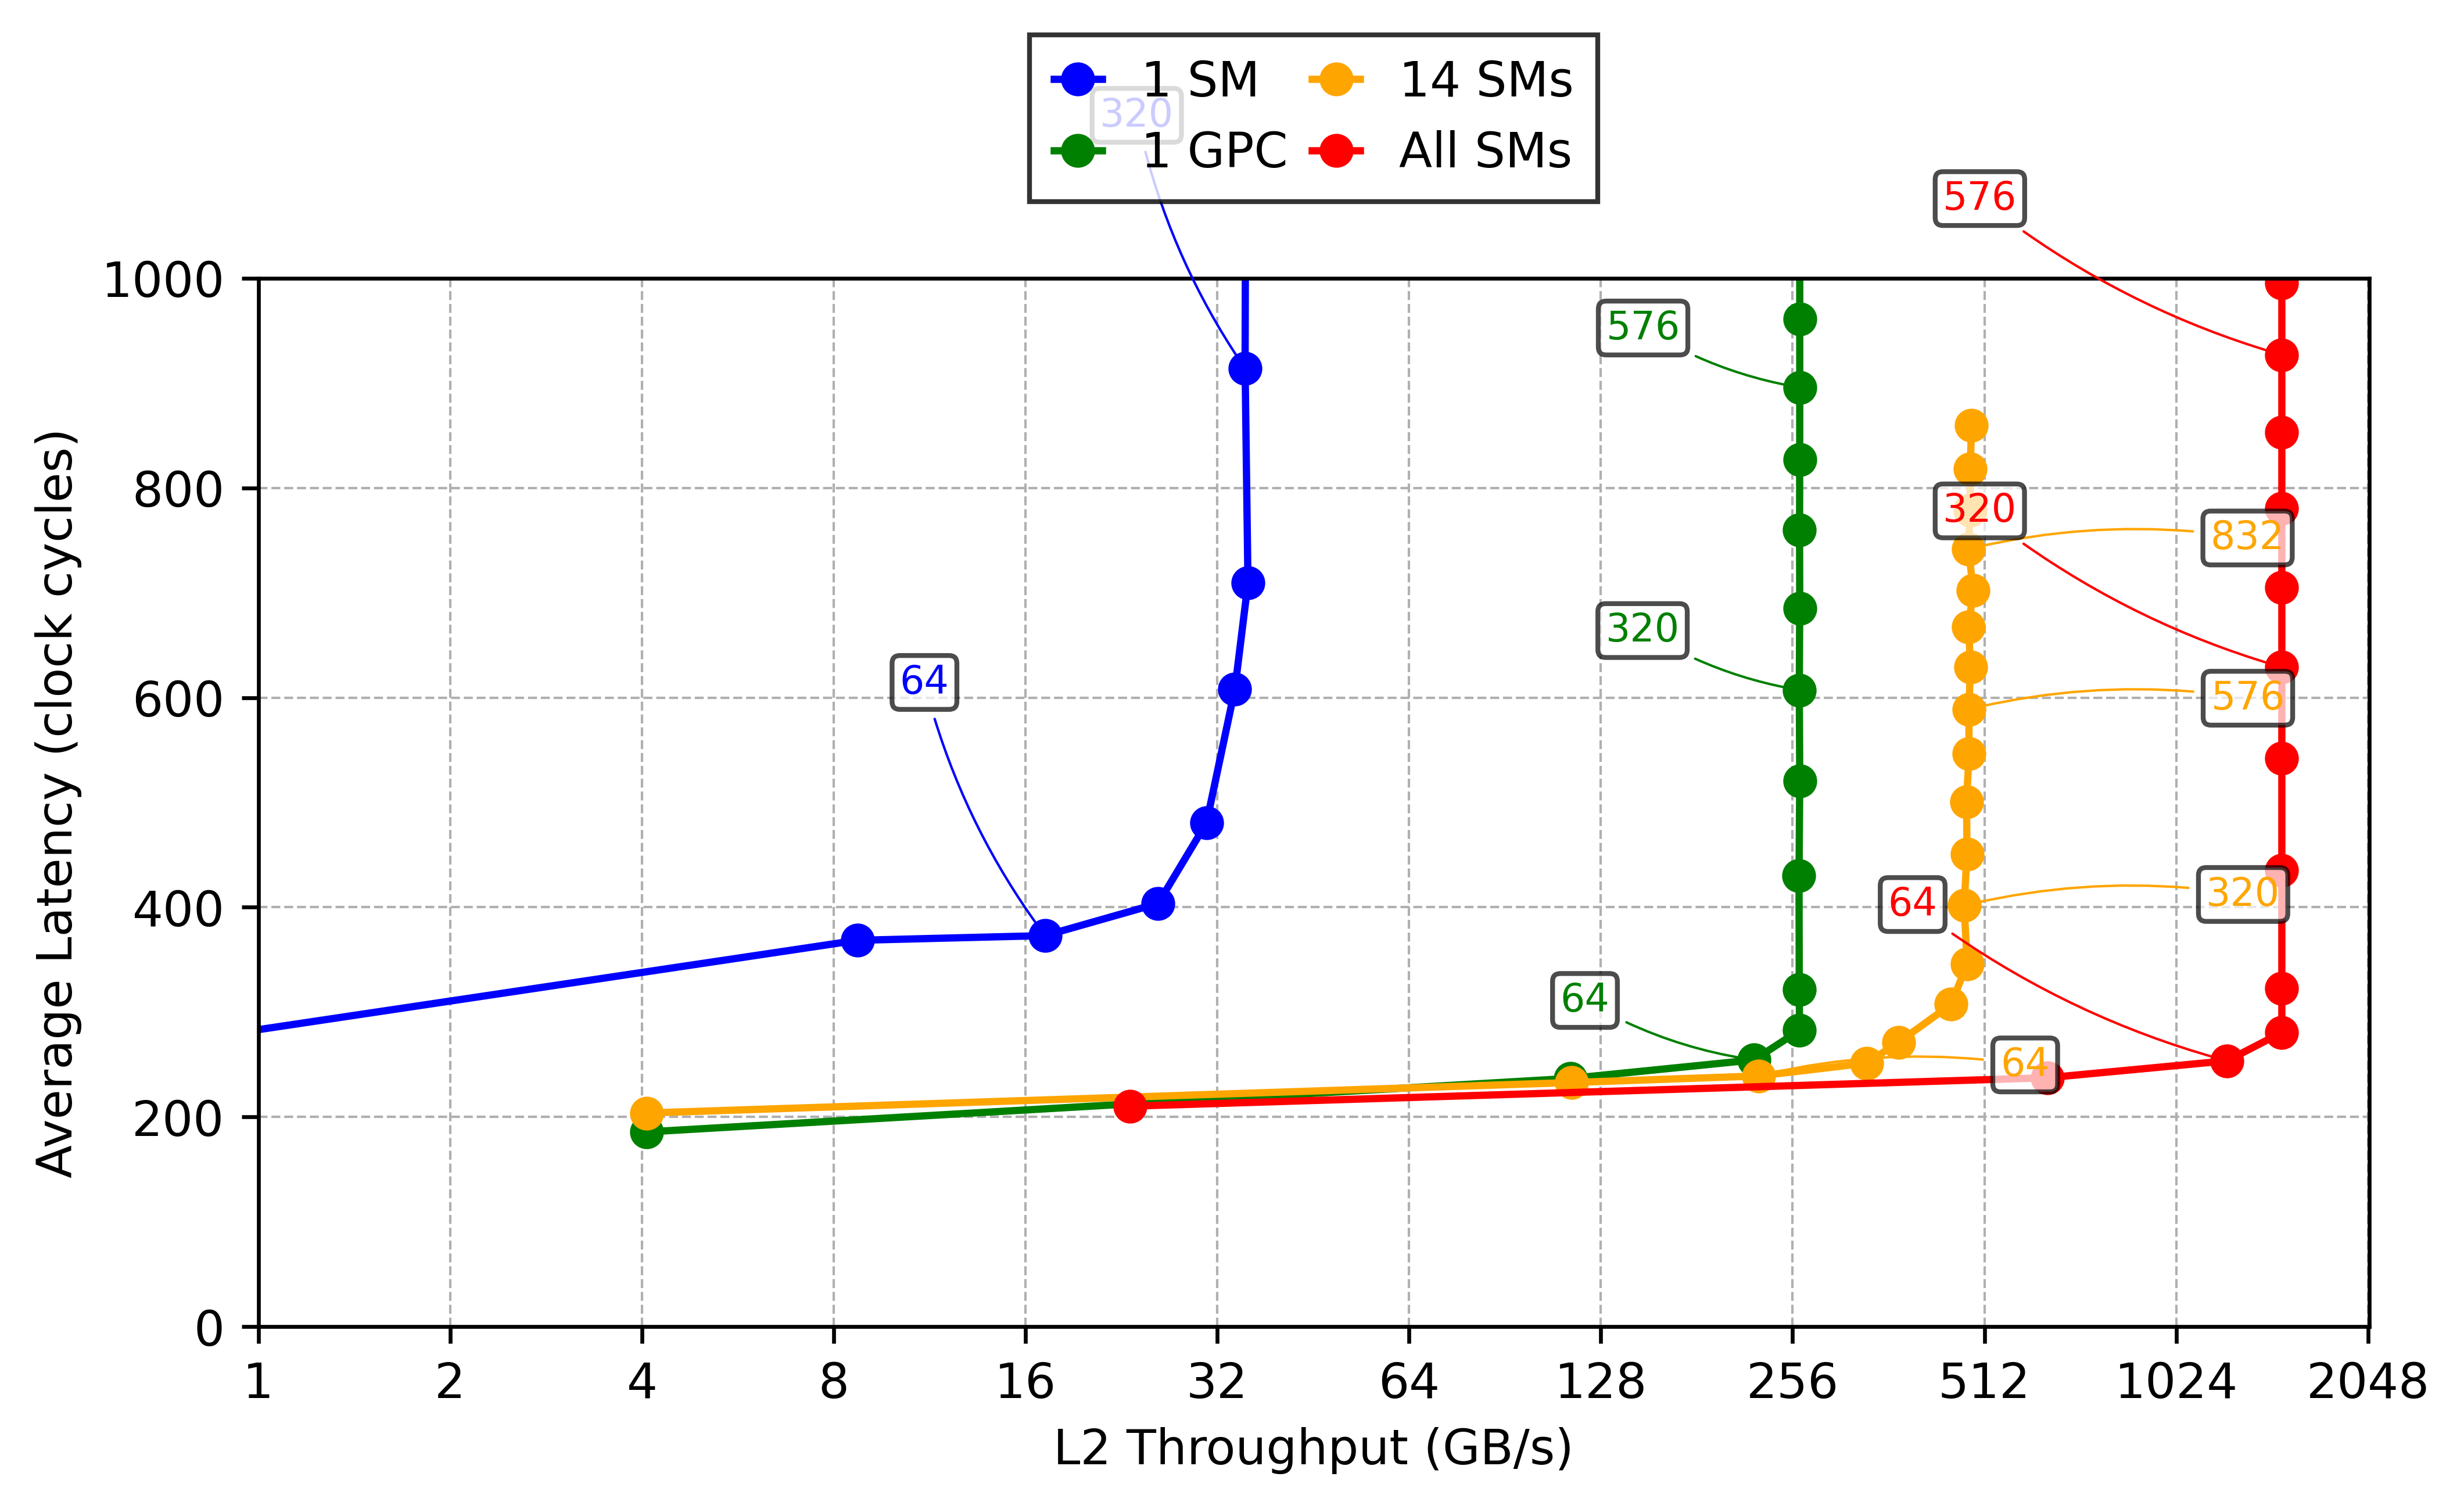 1 SM
14 SMs
320
1 GPC
All SMs
576
1000
576
800
320
832
320
64
600
576
400
64
320
64
200
64
0
1 2 4 8 16 32 64 128 256 512 1024 2048
Average Latency (clock cycles)
L2 Throughput (GB/s)